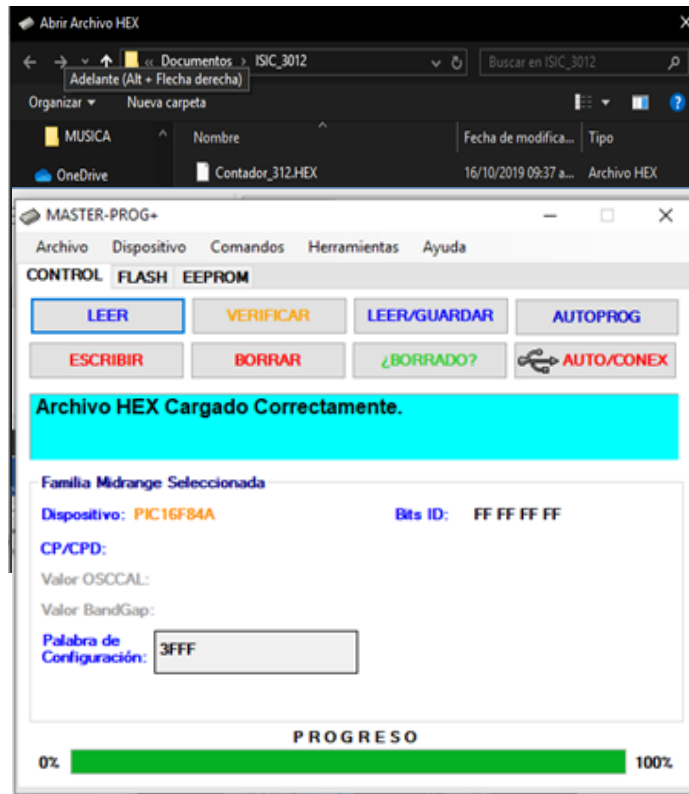 Abrir Archivo HEX
« Documentos > ISIC_3012
Buscar en ISIC_3012
Adelante (Alt + Flecha derecha)
Organizar
Nueva carpeta
MUSICA
Nombre
Fecha de modifica...
Tipo
OneDrive
Contador_312.HEX
16/10/2019 09:37 a...
Archivo HEX
MASTER-PROG+
Archivo Dispositivo Comandos Herramientas Ayuda
CONTROL FLASH EEPROM
LEER VERIFICAR LEER/GUARDAR AUTOPROG
ESCRIBIR BORRAR ¿BORRADO? AUTO/CONEX
Archivo HEX Cargado Correctamente.
Familia Midrange Seleccionada
Dispositivo: PIC16F84A Bits ID: FF FF FF FF
CP/CPD:
Valor OSCCAL:
Valor BandGap:
Palabra de
Configuración: 3FFF
PROGRESO
0% 100%